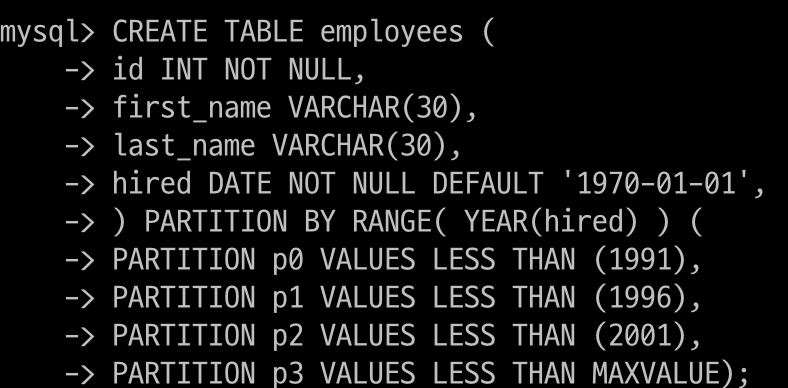 mysql> CREATE TABLE employees (
    -> id INT NOT NULL,
    -> first_name VARCHAR(30),
    -> last_name VARCHAR(30),
    -> hired DATE NOT NULL DEFAULT '1970-01-01',
    -> ) PARTITION BY RANGE( YEAR(hired) ) (
    -> PARTITION p0 VALUES LESS THAN (1991),
    -> PARTITION p1 VALUES LESS THAN (1996),
    -> PARTITION p2 VALUES LESS THAN (2001),
    -> PARTITION p3 VALUES LESS THAN MAXVALUE);